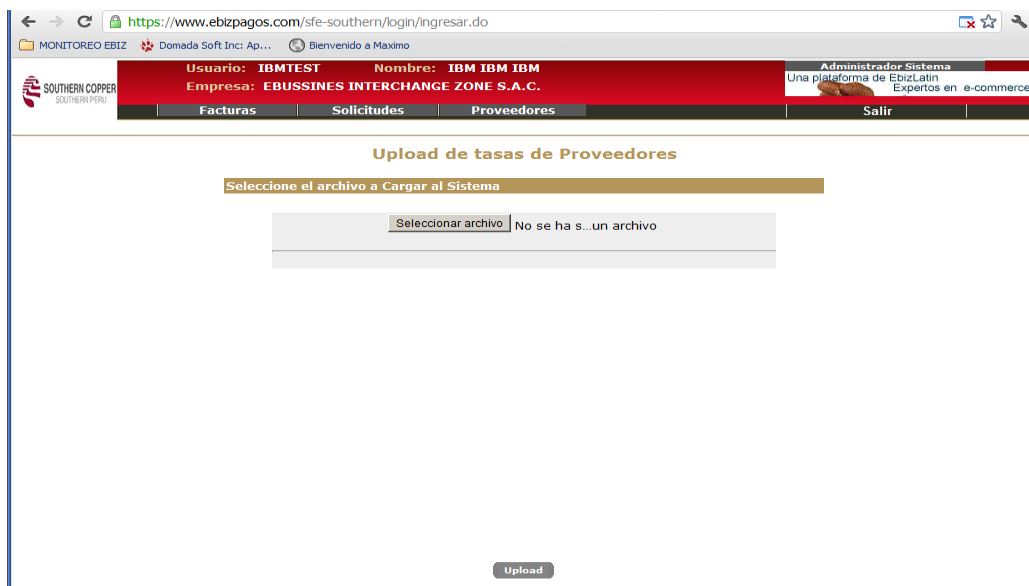 https://www.ebizpagos.com/sfe-southern/login/ingresar.do
MONITOREO EBIZ Domada Soft Inc: Ap... Bienvenido a Maximo
SOUTHERN COPPER
SOUTHERN PERU
Usuario: IBMTEST Nombre: IBM IBM IBM
Empresa: EBUSSINES INTERCHANGE ZONE S.A.C.
Administrador Sistema
Una plataforma de EbizLatin
Expertos en e-commerce
Facturas Solicitudes Proveedores Salir
Upload de tasas de Proveedores
Seleccione el archivo a Cargar al Sistema
Seleccionar archivo No se ha s...un archivo
Upload